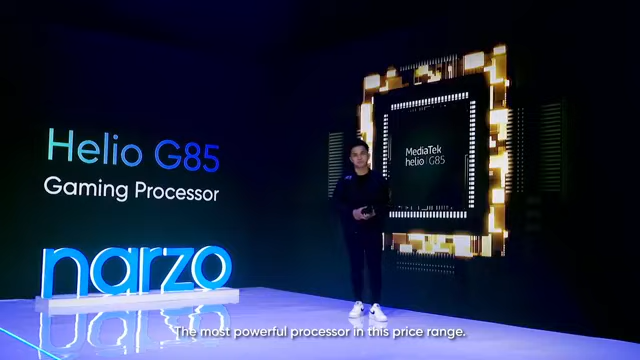 Helio G85
Gaming Processor
MediaTek
helio G85
narzo
The most powerful processor in this price range.